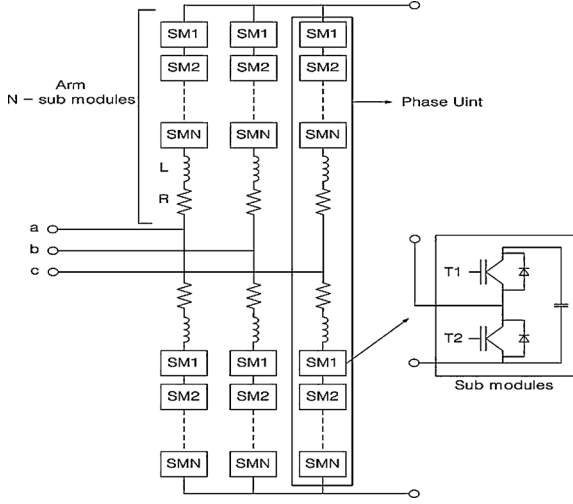 SM1 SM1 SM1
SM2 SM2 SM2
Arm
N – sub modules
Phase Uint
SMN SMN SMN
L
R
a
b
c
T1
T2
SM1 SM1 SM1
Sub modules
SM2 SM2 SM2
SMN SMN SMN